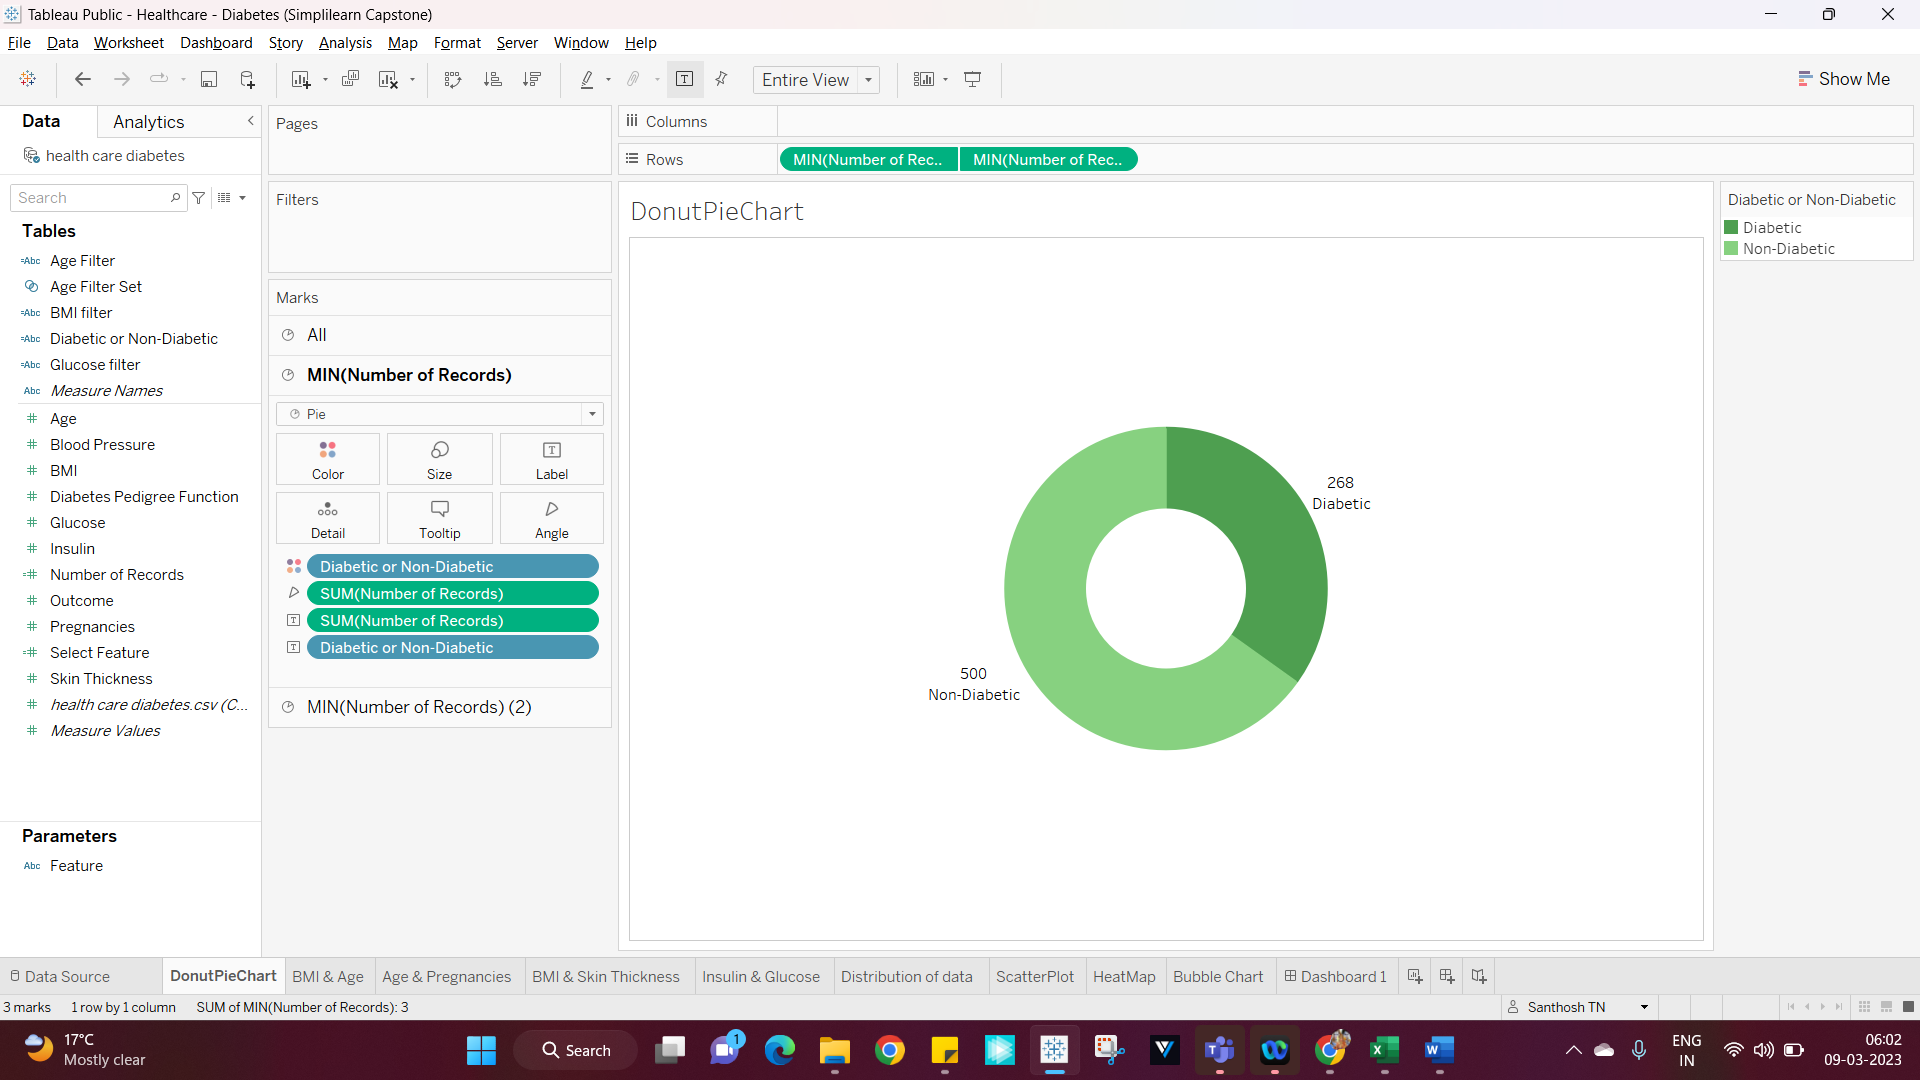 Tableau Public - Healthcare - Diabetes (Simplilearn Capstone)
File Data Worksheet Dashboard Story Analysis Map Format Server Window Help
Entire View
Show Me
Data
Analytics
health care diabetes
Search
Tables
Abc Age Filter
Age Filter Set
Abc BMI filter
Abc Diabetic or Non-Diabetic
Abc Glucose filter
Abc Measure Names
Age
Blood Pressure
BMI
Diabetes Pedigree Function
Glucose
Insulin
Number of Records
Outcome
Pregnancies
Select Feature
Skin Thickness
health care diabetes.csv (C...
Measure Values
Parameters
Abc Feature
Pages
Filters
Marks
All
MIN(Number of Records)
Pie
Color Size Label
Detail Tooltip Angle
Diabetic or Non-Diabetic
SUM(Number of Records)
SUM(Number of Records)
Diabetic or Non-Diabetic
MIN(Number of Records) (2)
Columns
Rows
MIN(Number of Rec.. MIN(Number of Rec..
DonutPieChart
268
Diabetic
500
Non-Diabetic
Diabetic or Non-Diabetic
Diabetic
Non-Diabetic
Data Source DonutPieChart BMI & Age Age & Pregnancies BMI & Skin Thickness Insulin & Glucose Distribution of data ScatterPlot HeatMap Bubble Chart Dashboard 1
3 marks 1 row by 1 column SUM of MIN(Number of Records): 3
Santhosh TN
17°C
Mostly clear
Search
1
ENG
IN
06:02
09-03-2023